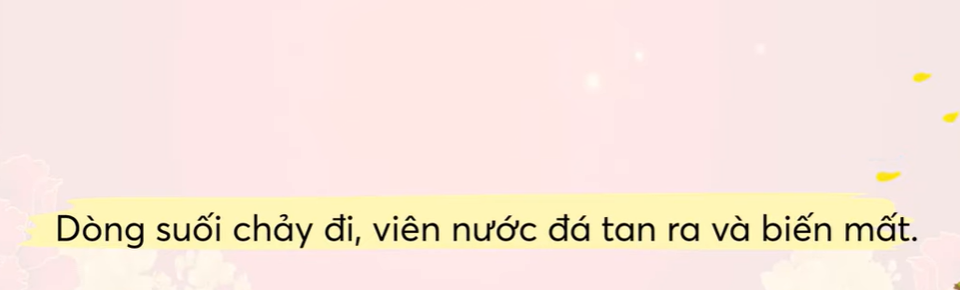 Dòng suối chảy đi, viên nước đá tan ra và biến mất.